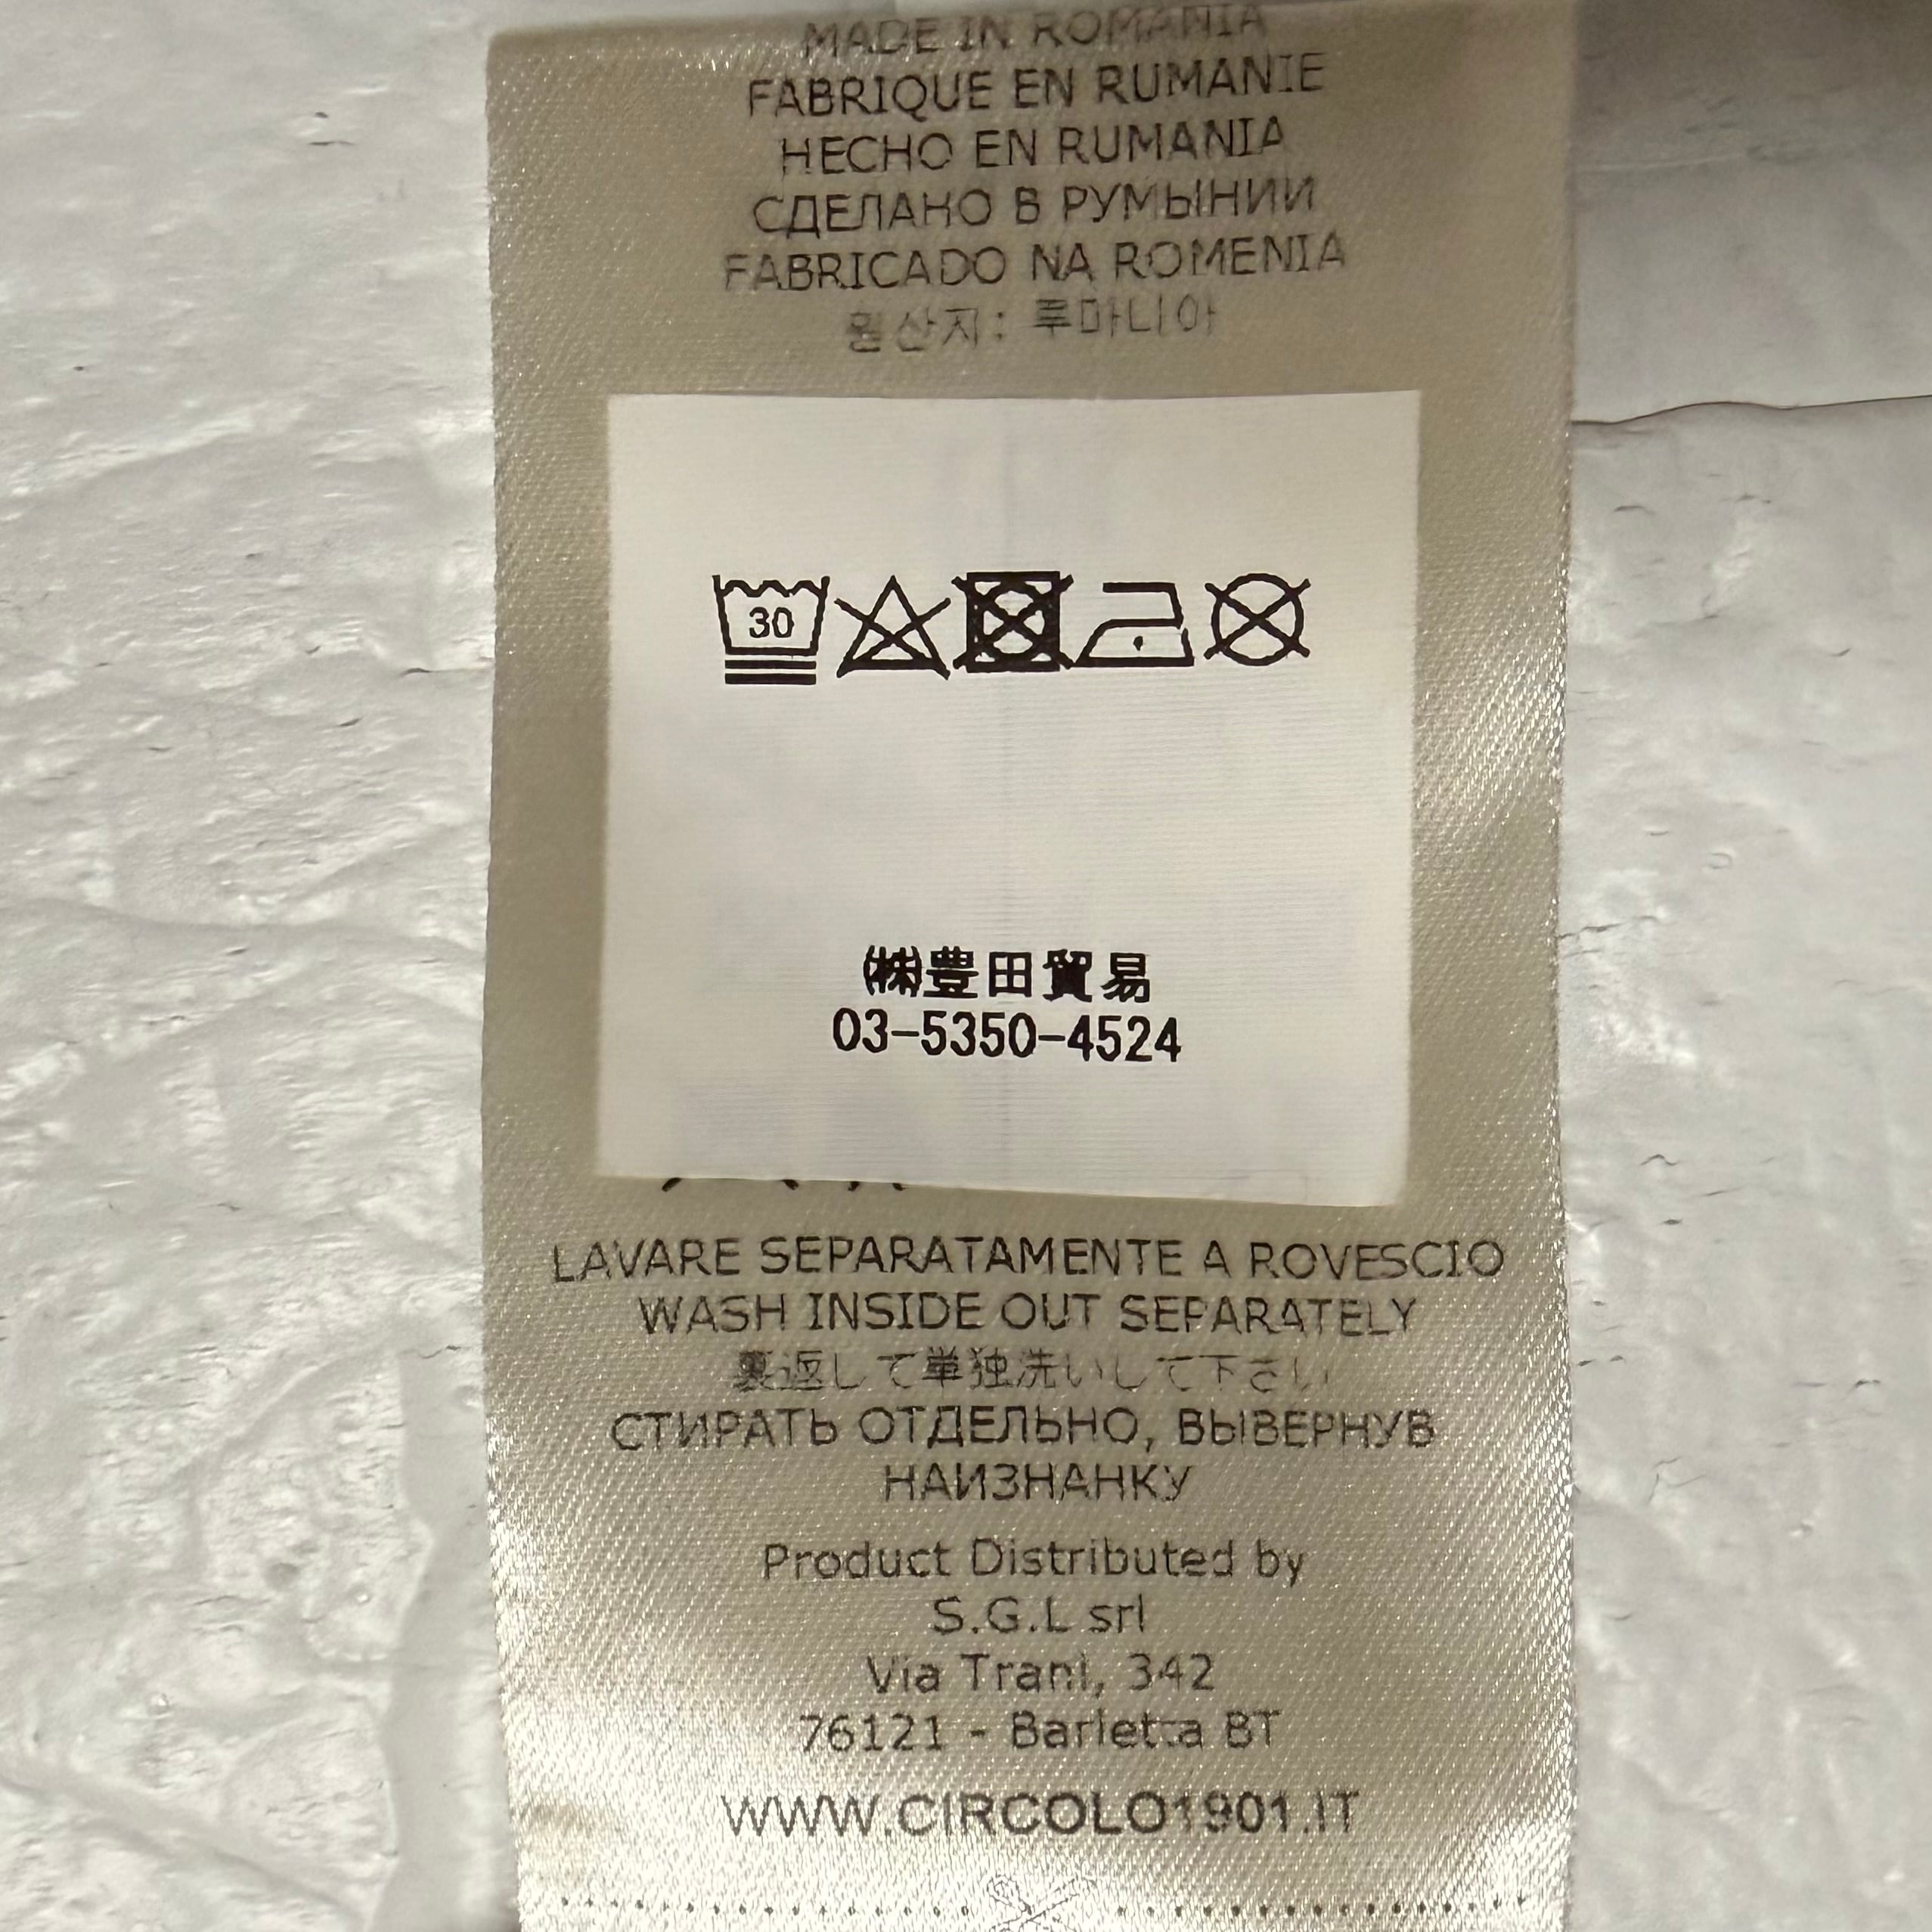 MADE IN ROMANIA
FABRIQUE EN RUMANIE
HECHO EN RUMANIA
СДЕЛАНО В РУМЫНИИ
FABRICADO NA ROMENIA
원산지: 루마니아
30
㈱豊田貿易
03-5350-4524
LAVARE SEPARATAMENTE A ROVESCIO
WASH INSIDE OUT SEPARATELY
裏返して単独洗いして下さい
СТИРАТЬ ОТДЕЛЬНО, ВЫВЕРНУВ
НАИЗНАНКУ
Product Distributed by
S.G.L srl
Via Trani, 342
76121 - Barletta BT
WWW.CIRCOLO1901.IT